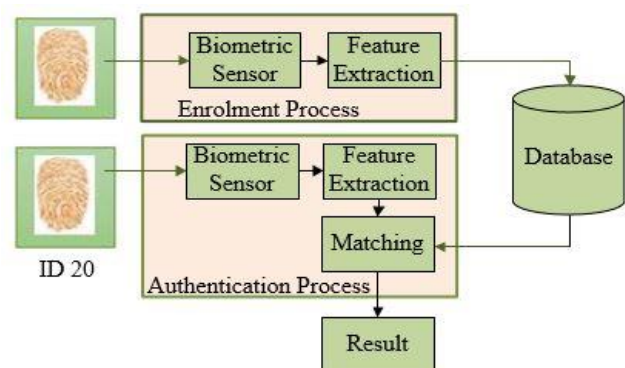 Biometric
Sensor
Feature
Extraction
Enrolment Process
Database
Biometric
Sensor
Feature
Extraction
Matching
ID 20
Authentication Process
Result